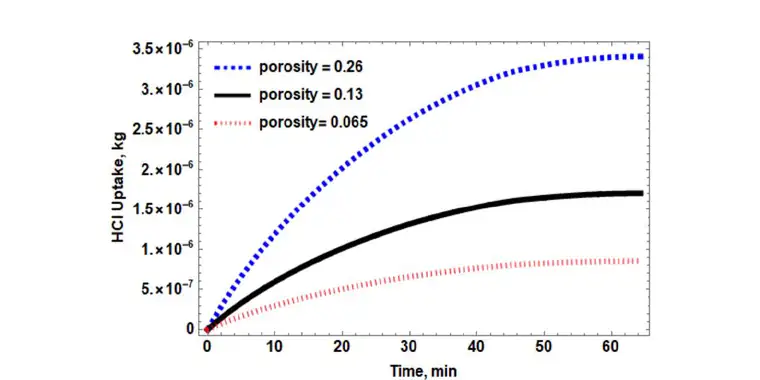 3.5×10⁻⁶
3.×10⁻⁶
2.5×10⁻⁶
2.×10⁻⁶
1.5×10⁻⁶
1.×10⁻⁶
5.×10⁻⁷
0
HCl Uptake, kg
porosity = 0.26
porosity = 0.13
porosity= 0.065
0 10 20 30 40 50 60
Time, min